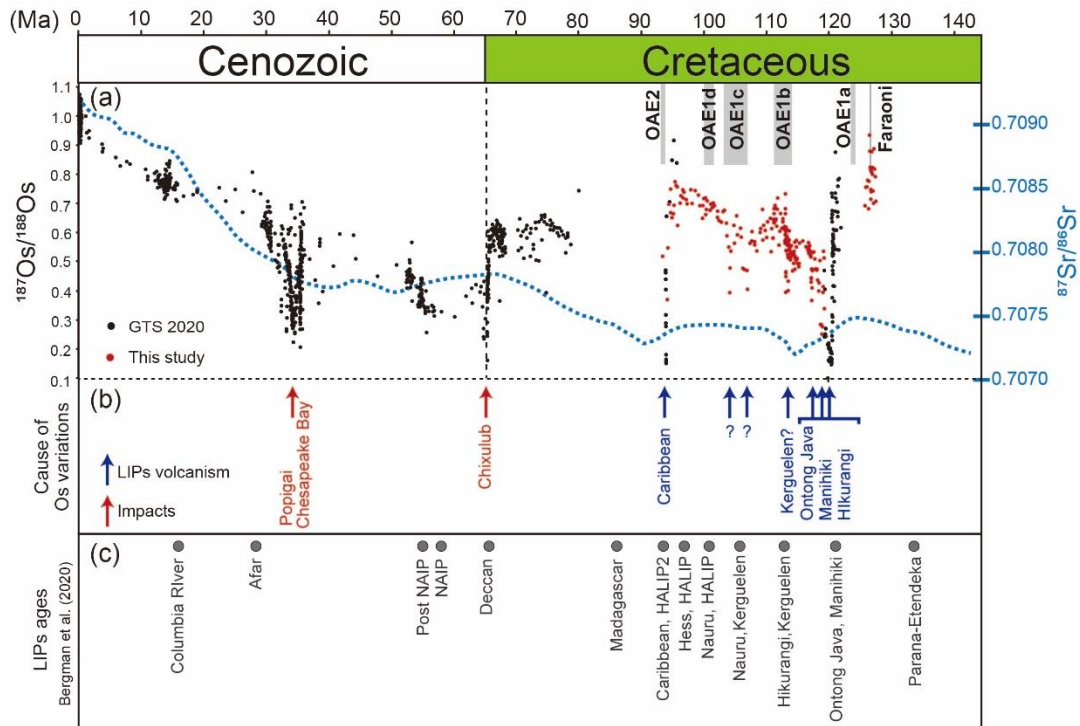 (Ma) 0 10 20 30 40 50 60 70 80 90 100 110 120 130 140
Cenozoic Cretaceous
(a)
1.1
1.0
0.9
0.8
0.7
0.6
0.5
0.4
0.3
0.2
0.1
187Os/188Os
OAE2
OAE1d
OAE1c
OAE1b
OAE1a
Faraoni
0.7090
0.7085
0.7080
0.7075
0.7070
87Sr/86Sr
GTS 2020
This study
(b)
Cause of
Os variations
LIPs volcanism
Impacts
Popigai
Chesapeake Bay
Chixulub
Caribbean
?
?
Kerguelen?
Ontong Java
Manihiki
HIkurangi
(c)
LIPs ages
Bergman et al. (2020)
Columbia RIver
Afar
Post NAIP
NAIP
Deccan
Madagascar
Caribbean, HALIP2
Hess, HALIP
Nauru, HALIP
Nauru,Kerguelen
Hikurangi,Kerguelen
Ontong Java, Manihiki
Parana-Etendeka